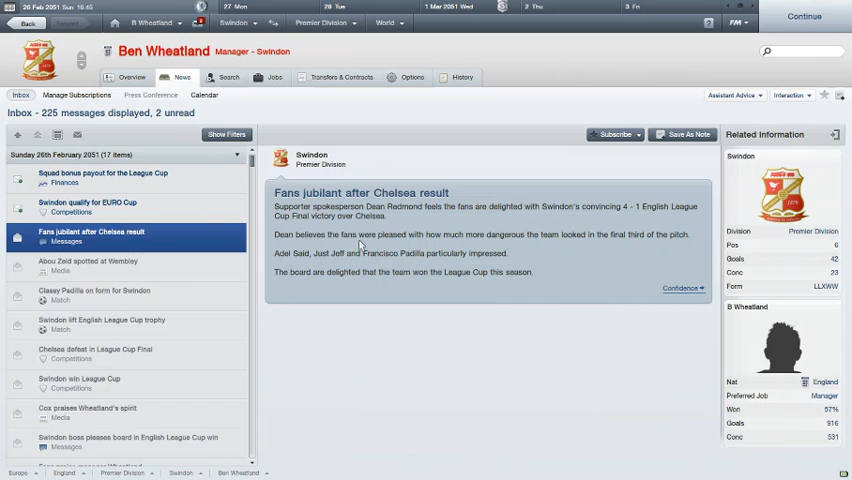 26 Feb 2051 Sun 16:45
27 Mon
28 Tue
1 Mar 2051 Wed
2 Thu
3 Fri
Continue
Back
B Wheatland
Swindon
Premier Division
World
?
FM
Ben Wheatland Manager - Swindon
Overview
News
Search
Jobs
Transfers & Contracts
Options
History
Inbox
Manage Subscriptions
Press Conference
Calendar
Assistant Advice
Interaction
Inbox - 225 messages displayed, 2 unread
Show Filters
Subscribe
Save As Note
Related Information
Sunday 26th February 2051 (17 items)
Squad bonus payout for the League Cup
Finances
Swindon qualify for EURO Cup
Competitions
Fans jubilant after Chelsea result
Messages
Abou Zeid spotted at Wembley
Media
Classy Padilla on form for Swindon
Match
Swindon lift English League Cup trophy
Match
Chelsea defeat in League Cup Final
Competitions
Swindon win League Cup
Competitions
Cox praises Wheatland's spirit
Media
Swindon boss pleases board in English League Cup win
Messages
Swindon
Premier Division
Fans jubilant after Chelsea result
Supporter spokesperson Dean Redmond feels the fans are delighted with Swindon's convincing 4 - 1 English League
Cup Final victory over Chelsea.
Dean believes the fans were pleased with how much more dangerous the team looked in the final third of the pitch.
Adel Said, Just Jeff and Francisco Padilla particularly impressed.
The board are delighted that the team won the League Cup this season.
Confidence
Swindon
Division Premier Division
Pos 6
Goals 42
Conc 23
Form LLXWW
B Wheatland
Nat England
Preferred Job Manager
Won 57%
Goals 916
Conc 531
Europe
England
Premier Division
Swindon
Ben Wheatland